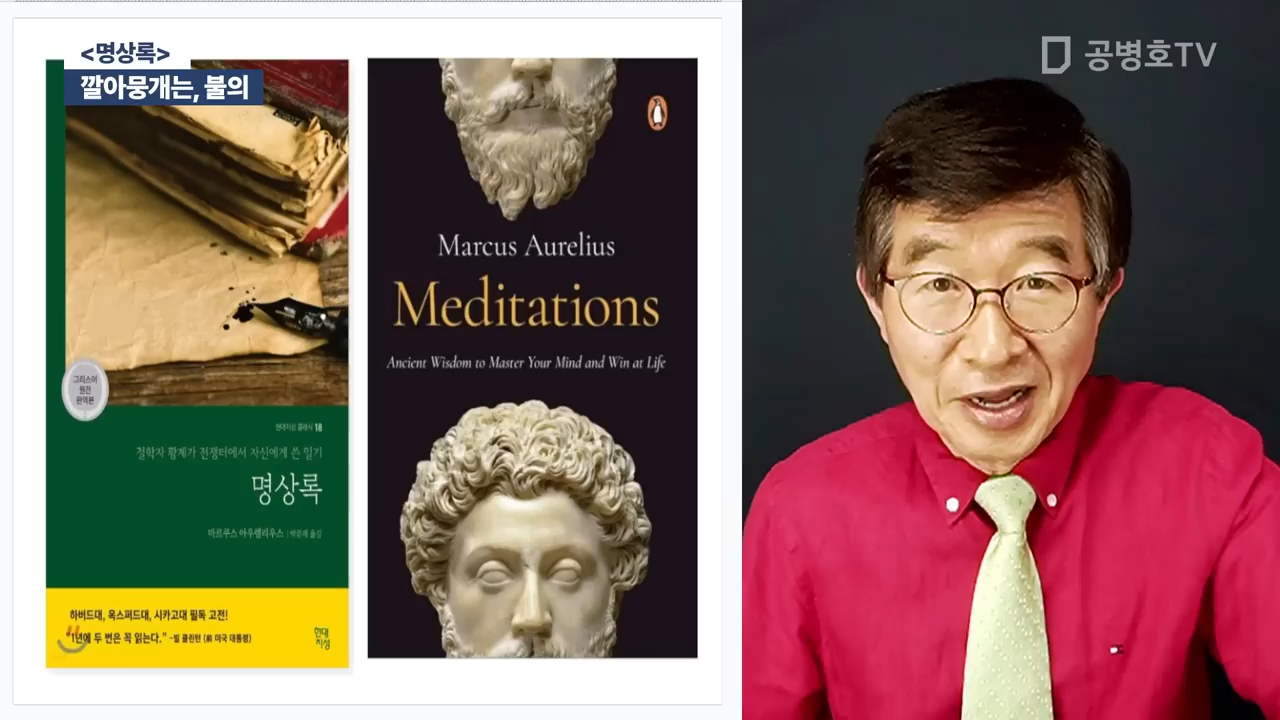 <명상록>
깔아뭉개는, 불의
공병호TV
그리스어
원전
완역본
현대지성 클래식 18
철학자 황제가 전쟁터에서 자신에게 쓴 일기
명상록
마르쿠스 아우렐리우스 | 박문재 옮김
하버드대, 옥스퍼드대, 시카고대 필독 고전!
"1년에 두 번은 꼭 읽는다." -빌 클린턴 (前 미국 대통령)
현대
지성
Marcus Aurelius
Meditations
Ancient Wisdom to Master Your Mind and Win at Life